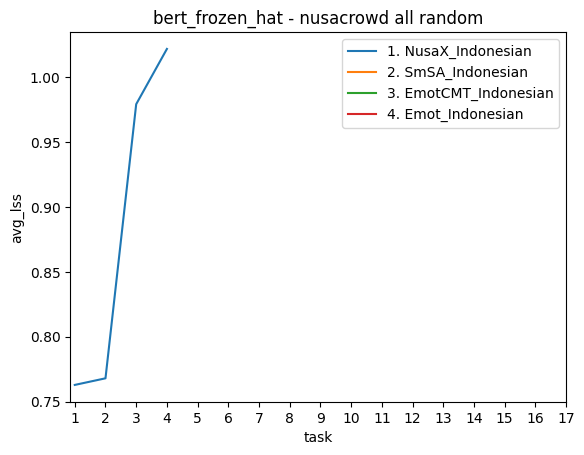 bert_frozen_hat - nusacrowd all random
1. NusaX_Indonesian
2. SmSA_Indonesian
3. EmotCMT_Indonesian
4. Emot_Indonesian
avg_lss
1.00
0.95
0.90
0.85
0.80
0.75
1 2 3 4 5 6 7 8 9 10 11 12 13 14 15 16 17
task